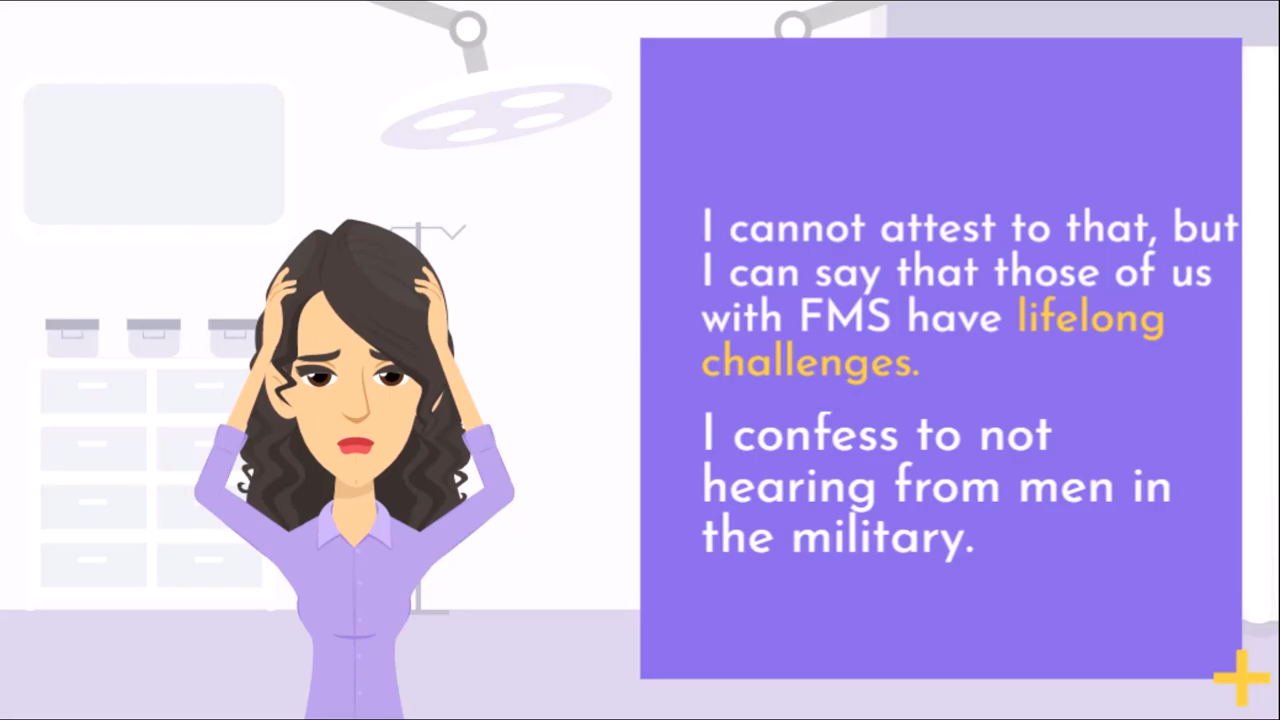 I cannot attest to that, but
I can say that those of us
with FMS have lifelong
challenges.
I confess to not
hearing from men in
the military.